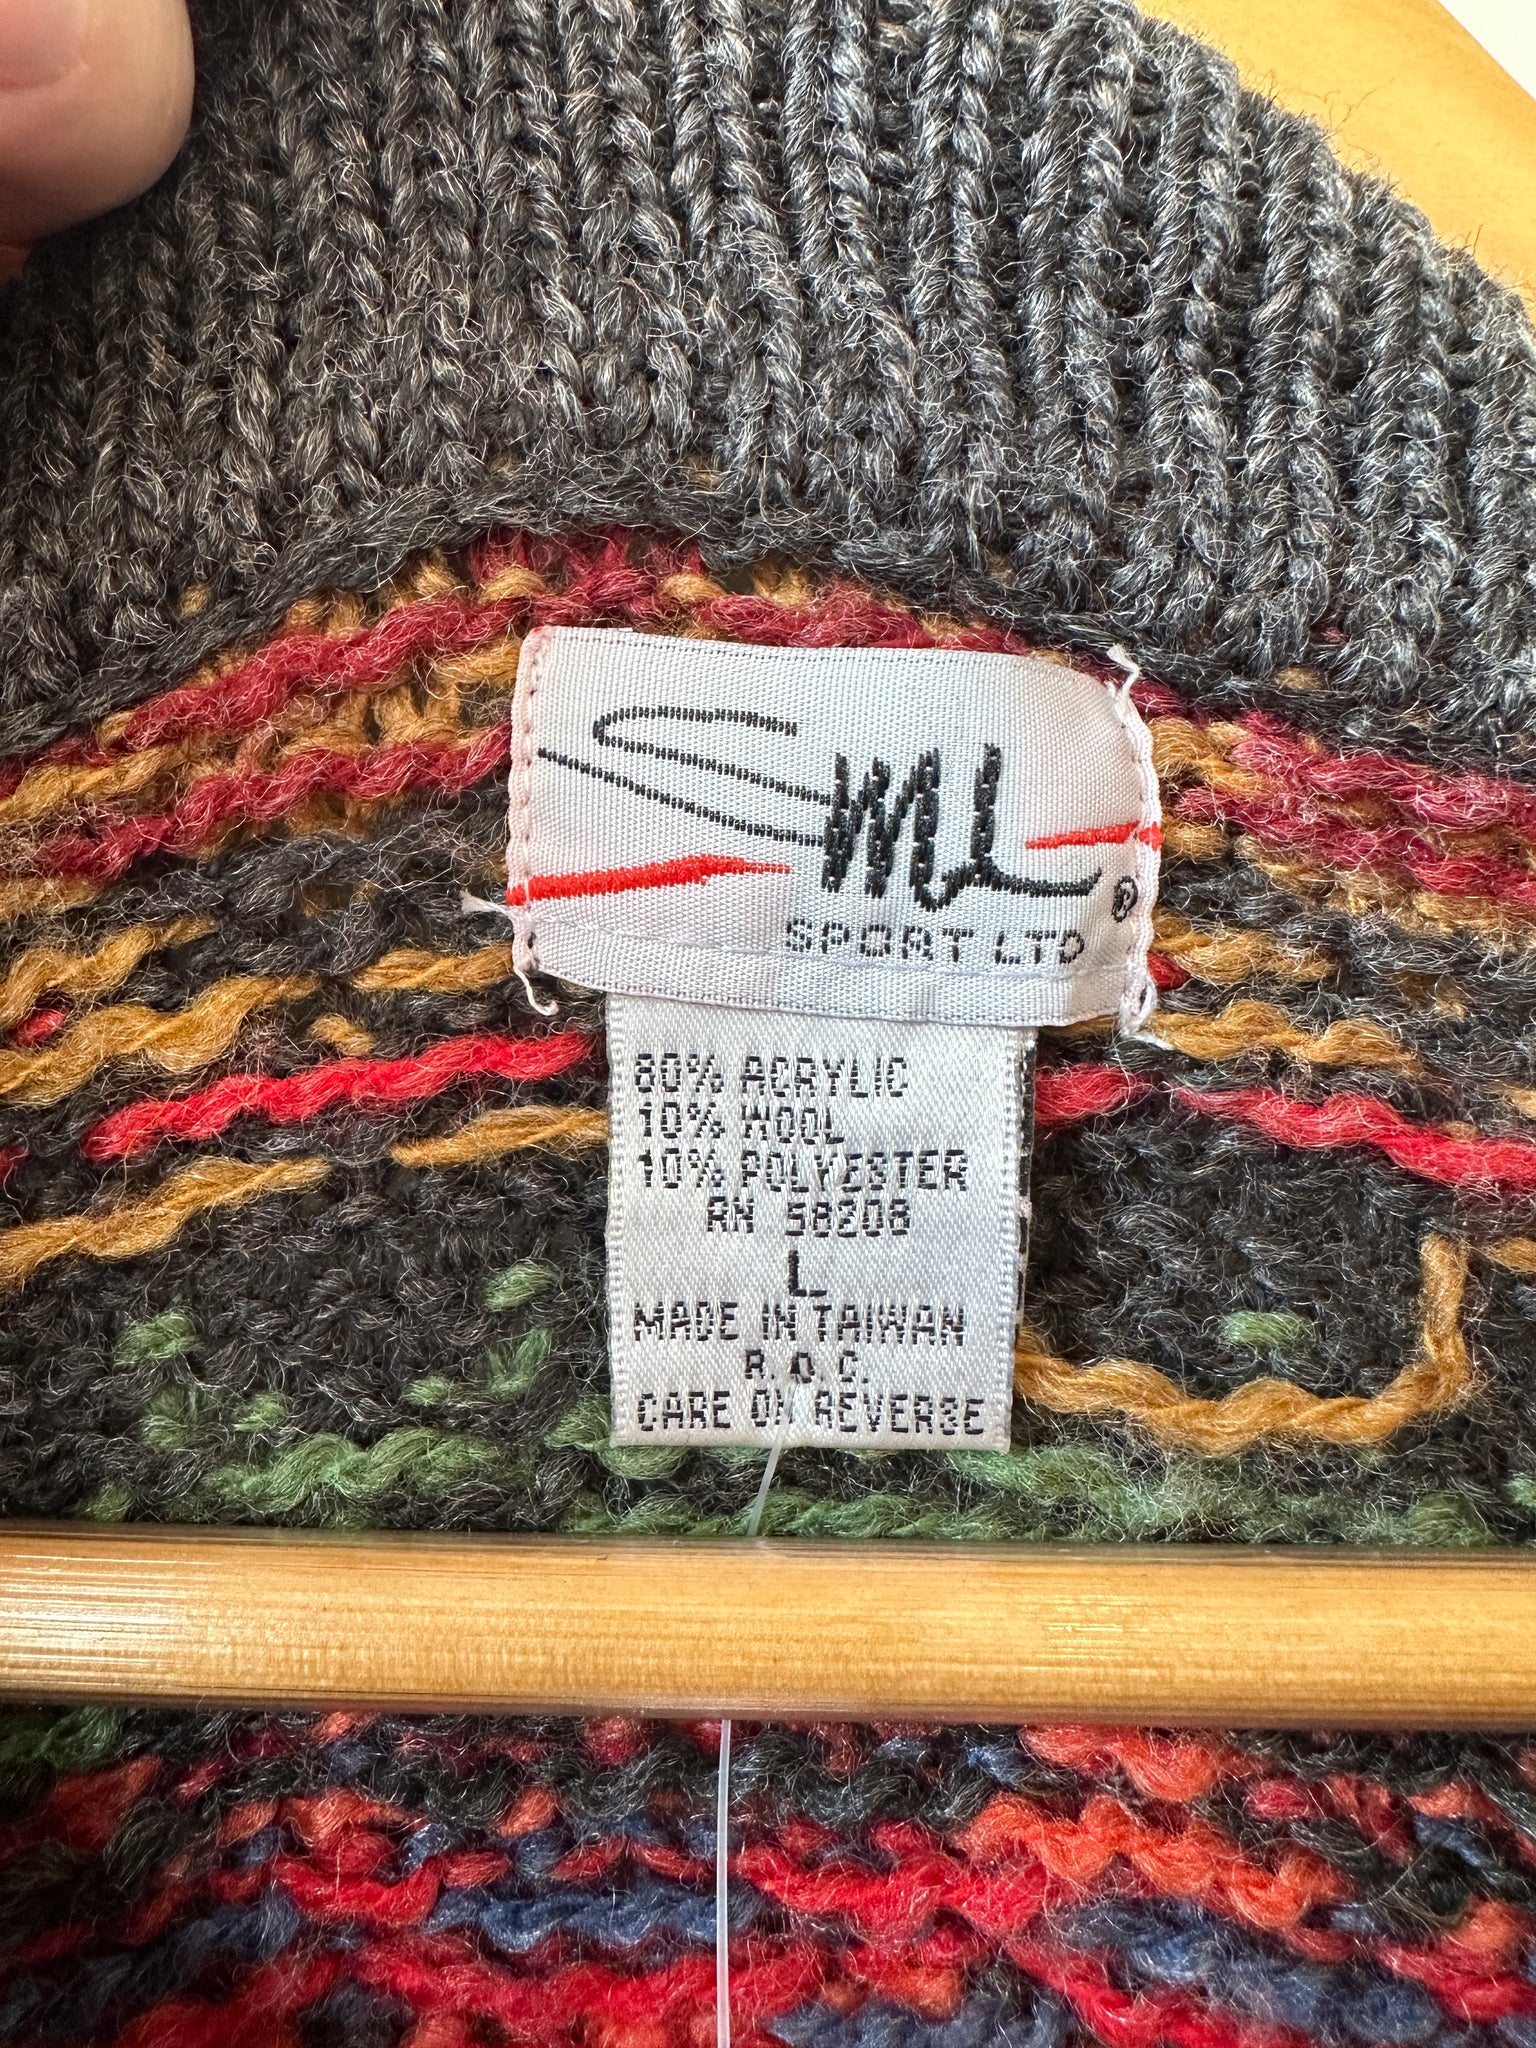 SML
®
SPORT LTD
80% ACRYLIC
10% WOOL
10% POLYESTER
RN 58208
L
MADE IN TAIWAN
R.O.C.
CARE ON REVERSE